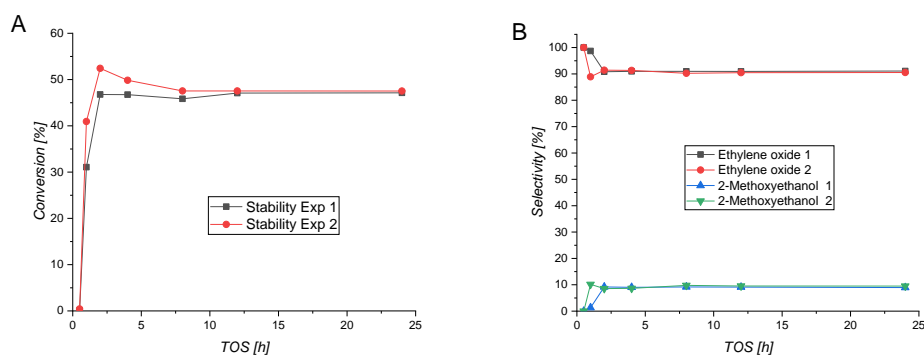 A
Conversion [%]
60
50
40
30
20
10
0
0 5 10 15 20 25
TOS [h]
Stability Exp 1
Stability Exp 2
B
Selectivity [%]
100
90
80
70
60
50
40
30
20
10
0
0 5 10 15 20 25
TOS [h]
Ethylene oxide 1
Ethylene oxide 2
2-Methoxyethanol 1
2-Methoxyethanol 2